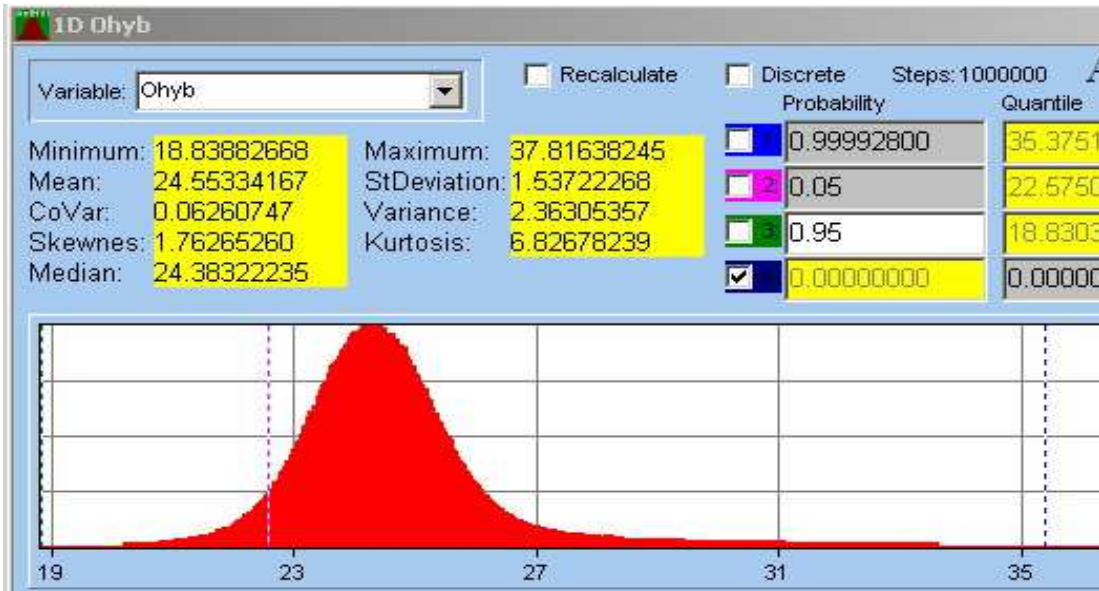 1D Ohyb
Variable: Ohyb
Recalculate
Discrete Steps: 1000000
Probability Quantile
Minimum: 18.83882668 Maximum: 37.81638245
Mean: 24.55334167 StDeviation: 1.53722268
CoVar: 0.06260747 Variance: 2.36305357
Skewnes: 1.76265260 Kurtosis: 6.82678239
Median: 24.38322235
1 0.99992800 35.3751
2 0.05 22.5750
3 0.95 18.8303
0.00000000 0.00000
19 23 27 31 35